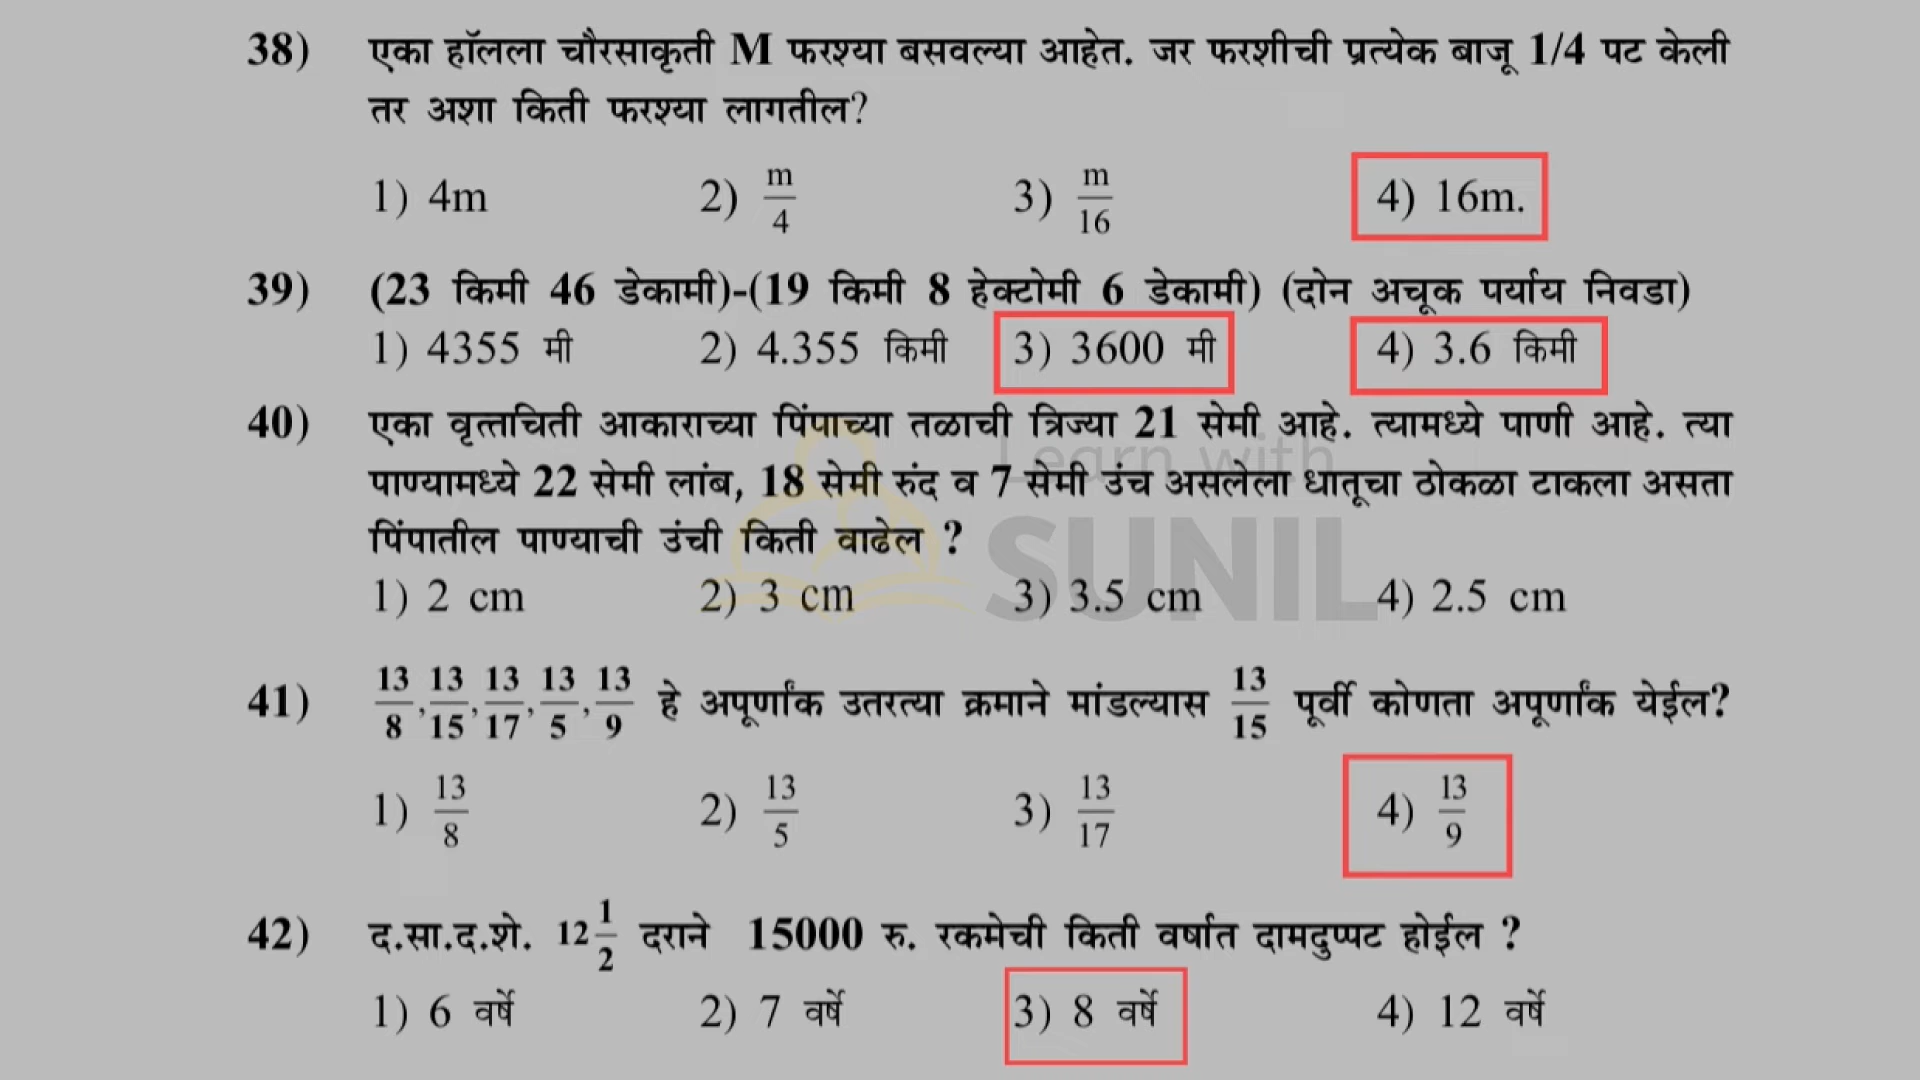 38) एका हॉलला चौरसाकृती M फरश्या बसवल्या आहेत. जर फरशीची प्रत्येक बाजू 1/4 पट केली
तर अशा किती फरश्या लागतील?
1) 4m 2) m/4 3) m/16 4) 16m.
39) (23 किमी 46 डेकामी)-(19 किमी 8 हेक्टोमी 6 डेकामी) (दोन अचूक पर्याय निवडा)
1) 4355 मी 2) 4.355 किमी 3) 3600 मी 4) 3.6 किमी
40) एका वृत्तचिती आकाराच्या पिंपाच्या तळाची त्रिज्या 21 सेमी आहे. त्यामध्ये पाणी आहे. त्या
पाण्यामध्ये 22 सेमी लांब, 18 सेमी रुंद व 7 सेमी उंच असलेला धातूचा ठोकळा टाकला असता
पिंपातील पाण्याची उंची किती वाढेल ?
1) 2 cm 2) 3 cm 3) 3.5 cm 4) 2.5 cm
Learn with
SUNIL
41) 13/8, 13/15, 13/17, 13/5, 13/9 हे अपूर्णांक उतरत्या क्रमाने मांडल्यास 13/15 पूर्वी कोणता अपूर्णांक येईल?
1) 13/8 2) 13/5 3) 13/17 4) 13/9
42) द.सा.द.शे. 12 1/2 दराने 15000 रु. रकमेची किती वर्षात दामदुप्पट होईल ?
1) 6 वर्षे 2) 7 वर्षे 3) 8 वर्षे 4) 12 वर्षे